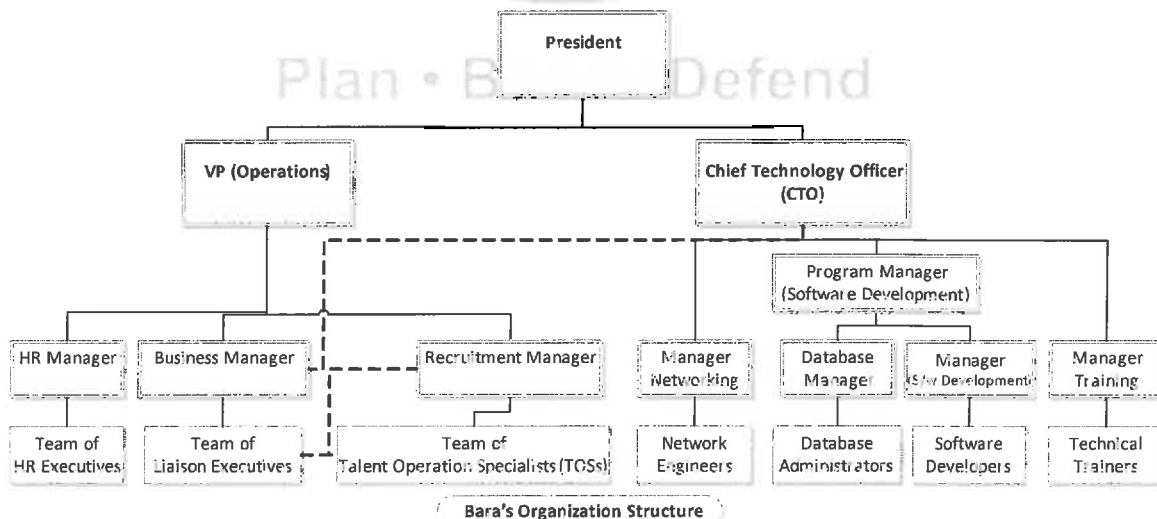 President
Plan • B
Defend
VP (Operations)
Chief Technology Officer
(CTO)
Program Manager
(Software Development)
HR Manager
Business Manager
Recruitment Manager
Manager
Networking
Database
Manager
Manager
(S/w Development)
Manager
Training
Team of
HR Executives
Team of
Liaison Executives
Team of
Talent Operation Specialists (TOSs)
Network
Engineers
Database
Administrators
Software
Developers
Technical
Trainers
Bara's Organization Structure